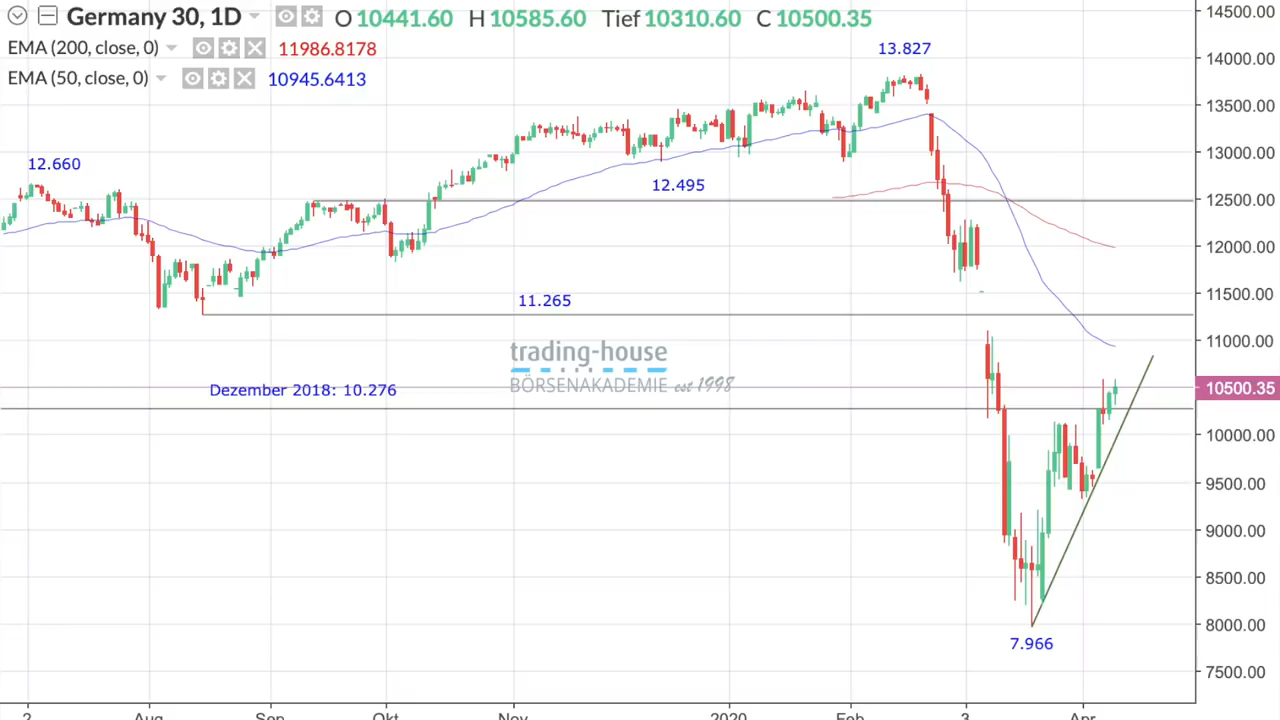 Germany 30, 1D O 10441.60 H 10585.60 Tief 10310.60 C 10500.35
EMA (200, close, 0) 11986.8178
EMA (50, close, 0) 10945.6413
14500.00
14000.00
13500.00
13000.00
12500.00
12000.00
11500.00
11000.00
10500.35
10000.00
9500.00
9000.00
8500.00
8000.00
7500.00
13.827
12.660
12.495
11.265
trading-house
BÖRSENAKADEMIE est 1998
Dezember 2018: 10.276
7.966
2 Aug Sep Okt Nov 2020 Feb 3 Apr